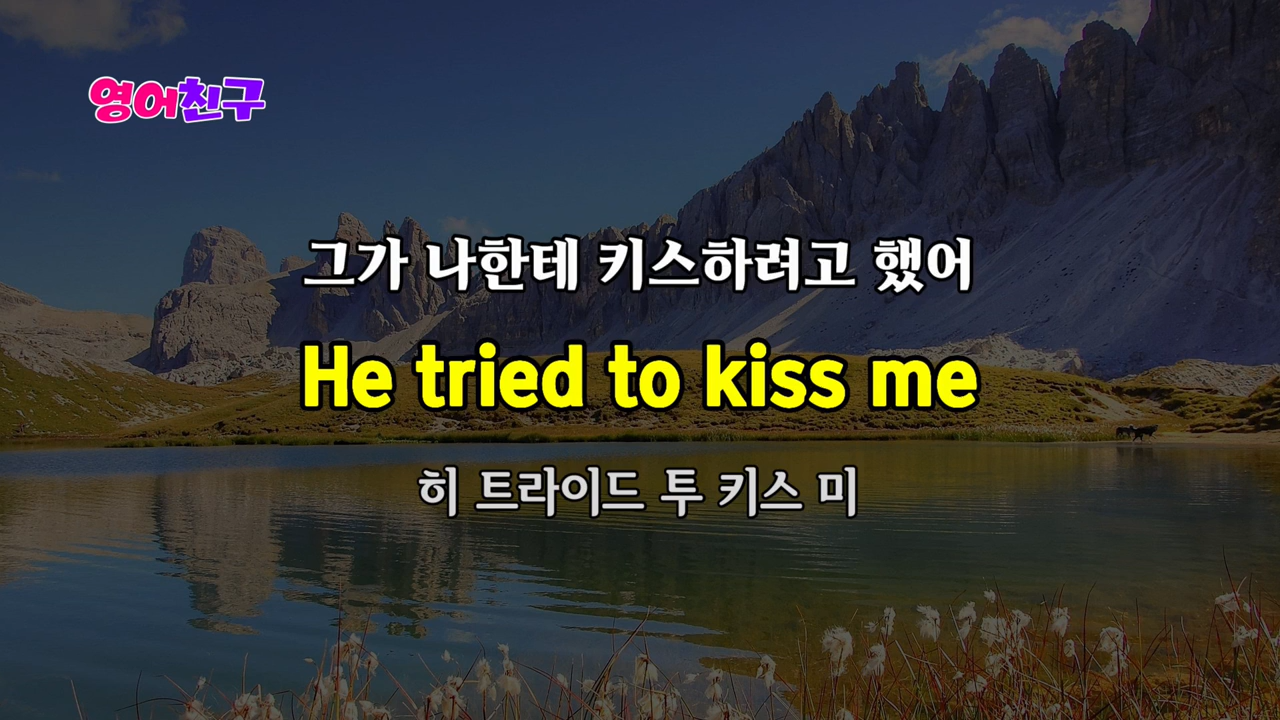 영어친구
그가 나한테 키스하려고 했어
He tried to kiss me
히 트라이드 투 키스 미